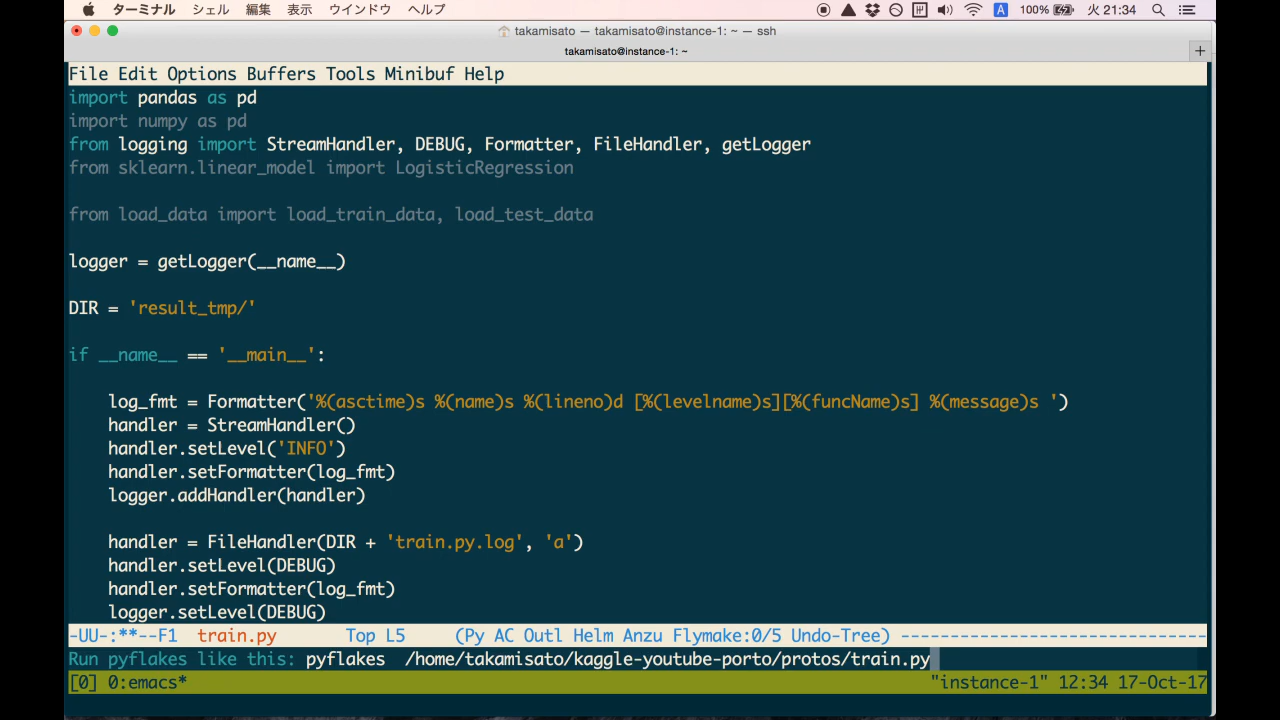 ターミナル シェル 編集 表示 ウインドウ ヘルプ A 100% 火 21:34
takamisato — takamisato@instance-1: ~ — ssh
takamisato@instance-1: ~
+
File Edit Options Buffers Tools Minibuf Help
import pandas as pd
import numpy as pd
from logging import StreamHandler, DEBUG, Formatter, FileHandler, getLogger
from sklearn.linear_model import LogisticRegression
from load_data import load_train_data, load_test_data
logger = getLogger(__name__)
DIR = 'result_tmp/'
if __name__ == '__main__':
log_fmt = Formatter('%(asctime)s %(name)s %(lineno)d [%(levelname)s][%(funcName)s] %(message)s ')
handler = StreamHandler()
handler.setLevel('INFO')
handler.setFormatter(log_fmt)
logger.addHandler(handler)
handler = FileHandler(DIR + 'train.py.log', 'a')
handler.setLevel(DEBUG)
handler.setFormatter(log_fmt)
logger.setLevel(DEBUG)
-UU-:**--F1 train.py Top L5 (Py AC Outl Helm Anzu Flymake:0/5 Undo-Tree) -------------------------------
Run pyflakes like this: pyflakes /home/takamisato/kaggle-youtube-porto/protos/train.py
[0] 0:emacs* "instance-1" 12:34 17-Oct-17